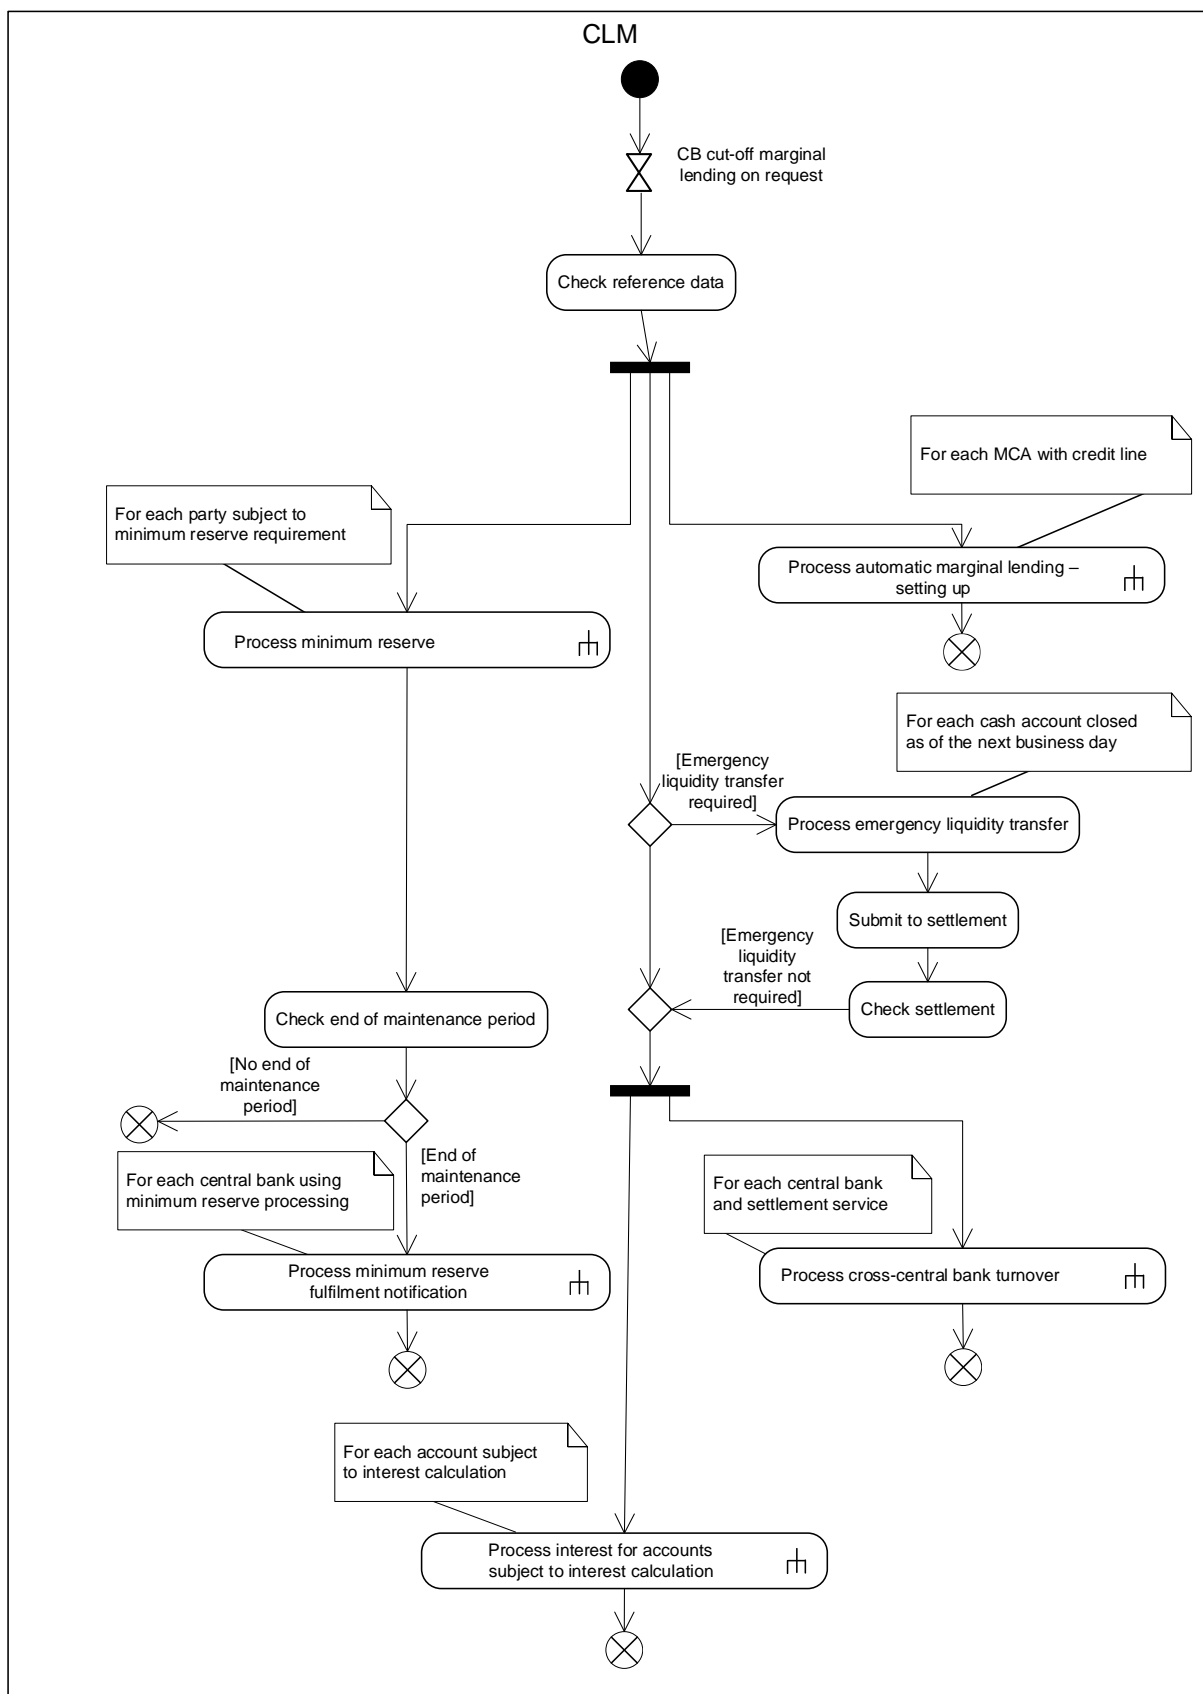 CLM
CB cut-off marginal
lending on request
Check reference data
For each MCA with credit line
For each party subject to
minimum reserve requirement
Process automatic marginal lending –
setting up
Process minimum reserve
For each cash account closed
as of the next business day
[Emergency
liquidity transfer
required]
Process emergency liquidity transfer
Submit to settlement
[Emergency
liquidity
transfer not
required]
Check settlement
Check end of maintenance period
[No end of
maintenance
period]
[End of
maintenance
period]
For each central bank using
minimum reserve processing
For each central bank
and settlement service
Process minimum reserve
fulfilment notification
Process cross-central bank turnover
For each account subject
to interest calculation
Process interest for accounts
subject to interest calculation